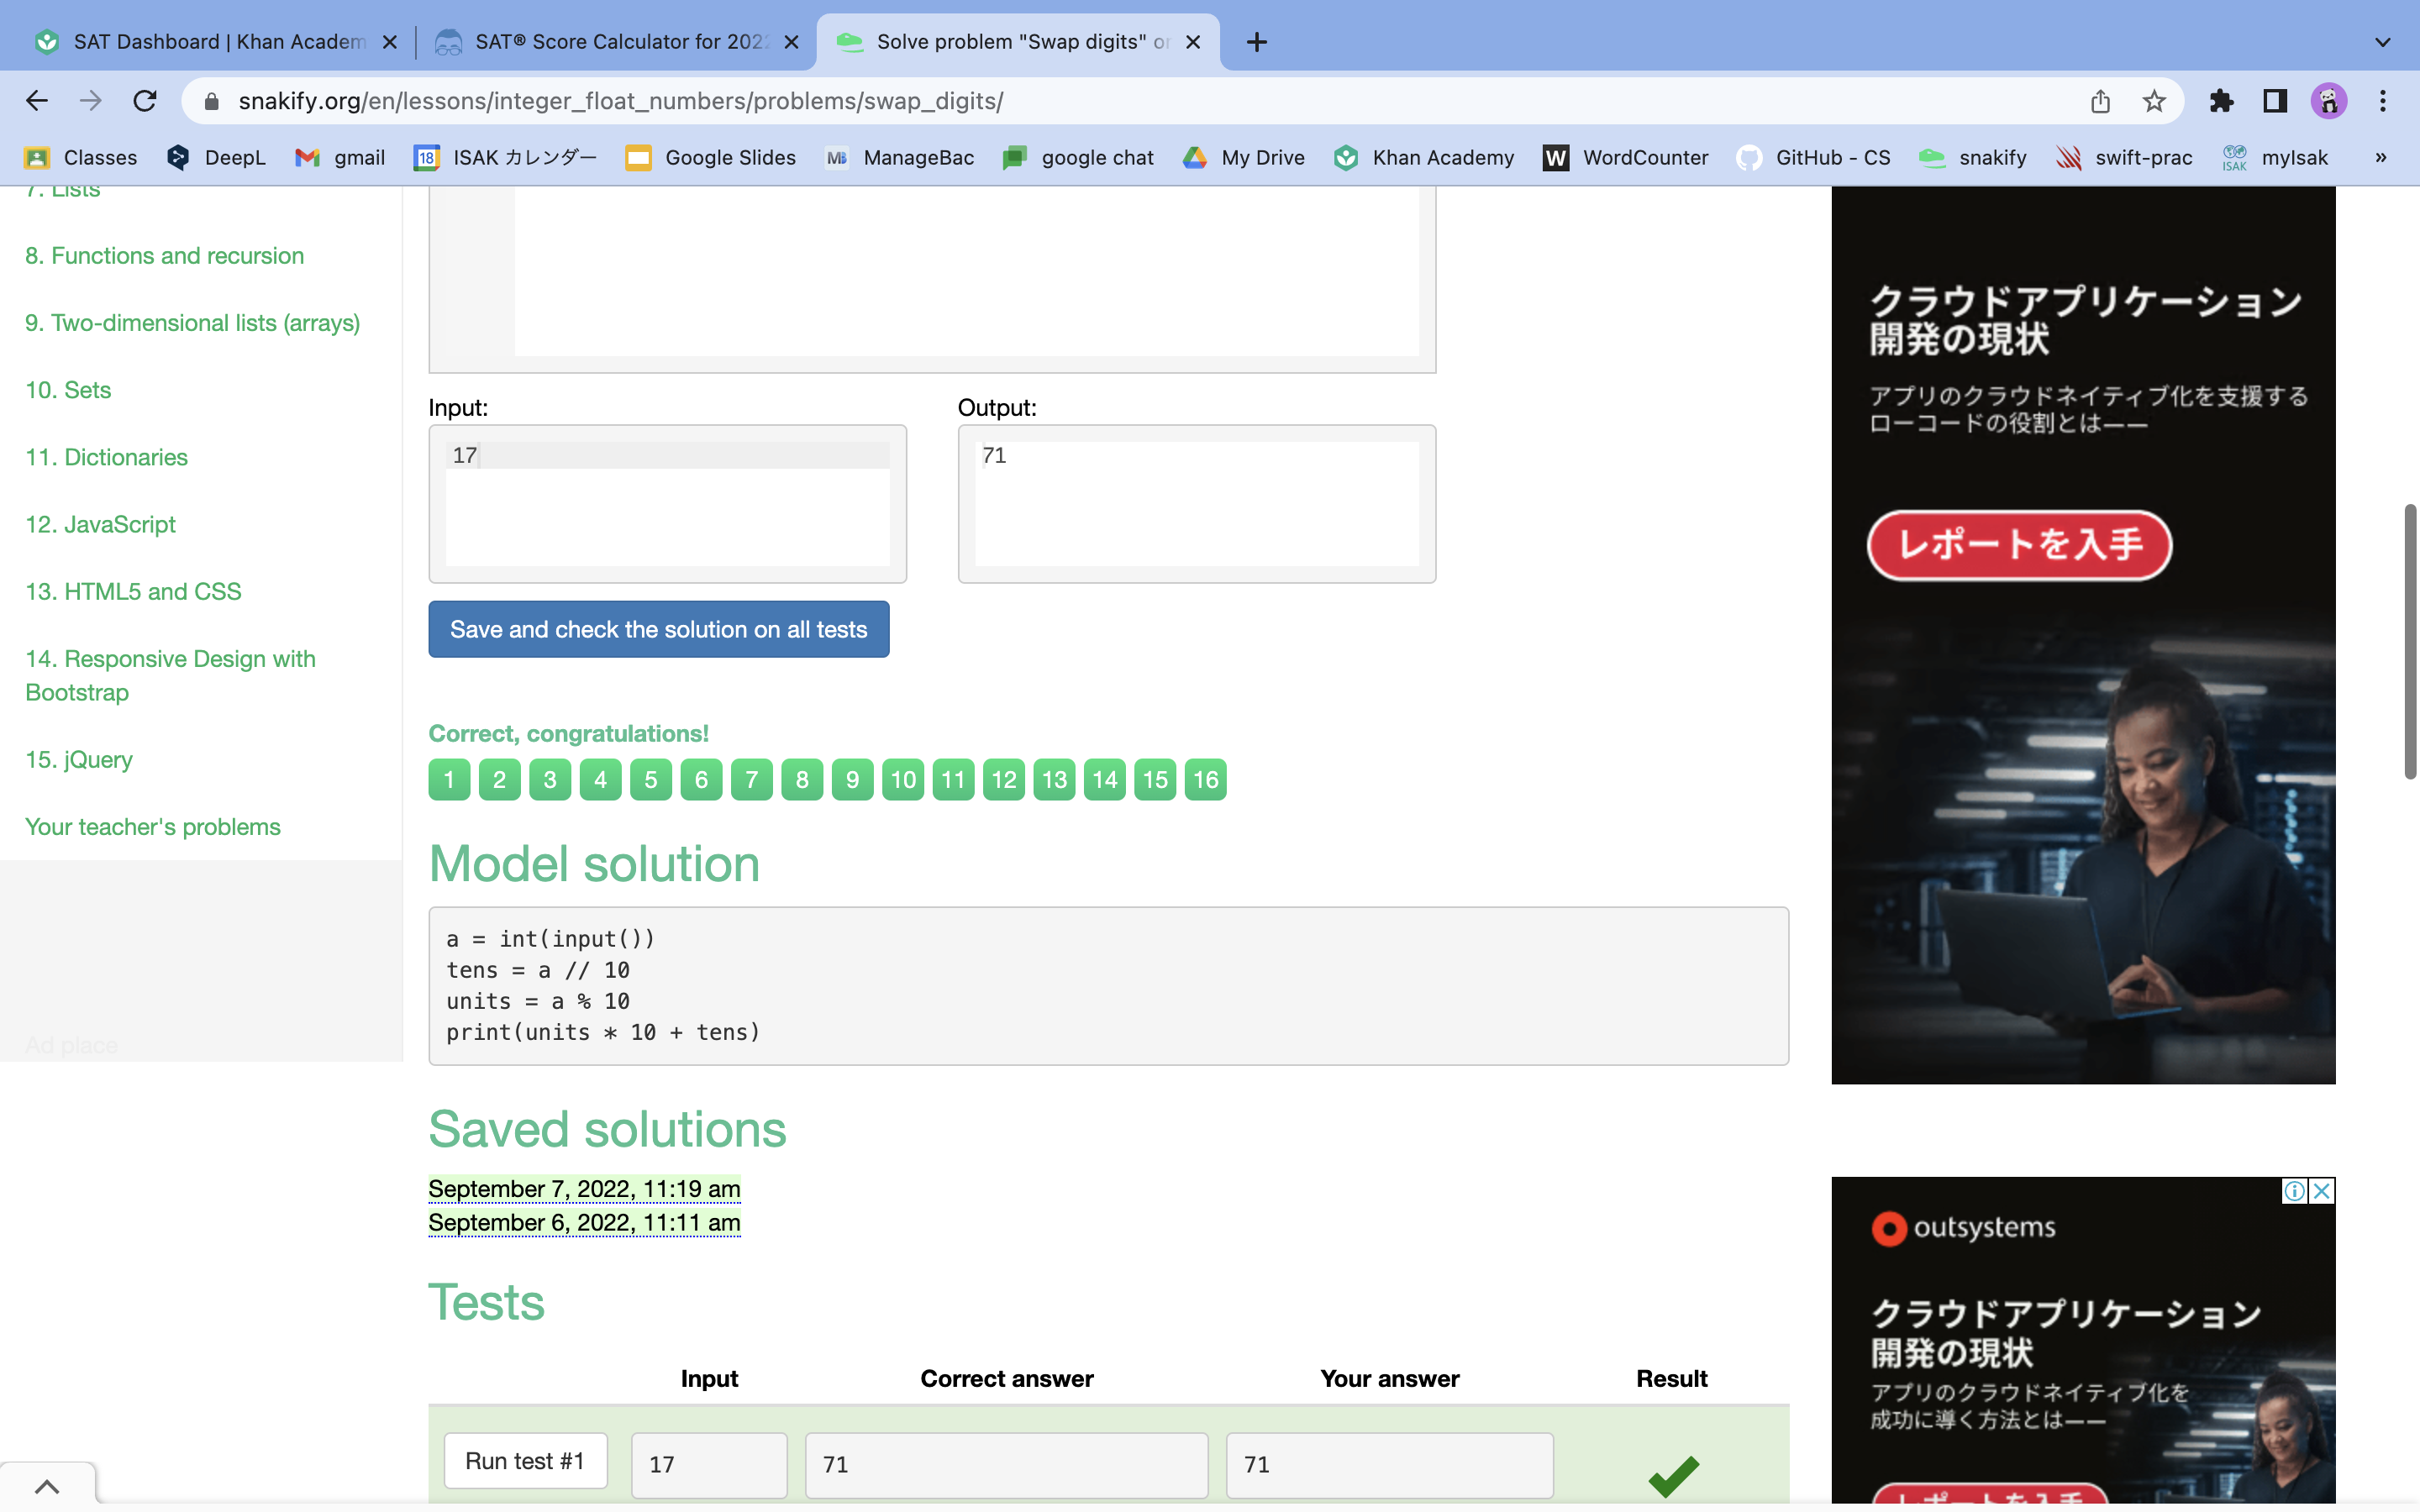 SAT Dashboard | Khan Academ
SAT® Score Calculator for 202
Solve problem "Swap digits" or
snakify.org/en/lessons/integer_float_numbers/problems/swap_digits/
Classes
DeepL
gmail
18
ISAK カレンダー
Google Slides
MB
ManageBac
google chat
My Drive
Khan Academy
W
WordCounter
GitHub - CS
snakify
swift-prac
ISAK
myIsak
»
7. Lists
8. Functions and recursion
9. Two-dimensional lists (arrays)
10. Sets
11. Dictionaries
12. JavaScript
13. HTML5 and CSS
14. Responsive Design with
Bootstrap
15. jQuery
Your teacher's problems
Ad place
Input:
Output:
17
71
Save and check the solution on all tests
Correct, congratulations!
1 2 3 4 5 6 7 8 9 10 11 12 13 14 15 16
Model solution
a = int(input())
tens = a // 10
units = a % 10
print(units * 10 + tens)
Saved solutions
September 7, 2022, 11:19 am
September 6, 2022, 11:11 am
Tests
Input Correct answer Your answer Result
Run test #1 17 71 71
クラウドアプリケーション
開発の現状
アプリのクラウドネイティブ化を支援する
ローコードの役割とは——
レポートを入手
outsystems
クラウドアプリケーション
開発の現状
アプリのクラウドネイティブ化を
成功に導く方法とは——
レポートを入手